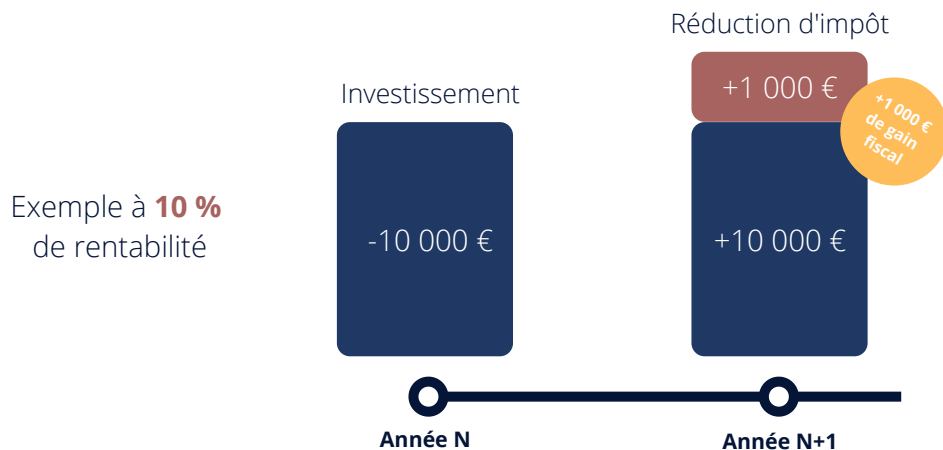 Réduction d'impôt
+1 000 €
Investissement
+1 000 €
de gain
fiscal
Exemple à 10 %
de rentabilité
-10 000 €
+10 000 €
Année N
Année N+1